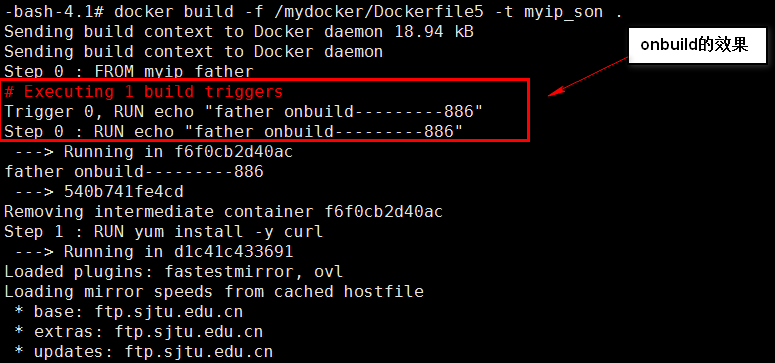 -bash-4.1# docker build -f /mydocker/Dockerfile5 -t myip_son .
Sending build context to Docker daemon 18.94 kB
Sending build context to Docker daemon
Step 0 : FROM myip_father
# Executing 1 build triggers
Trigger 0, RUN echo "father onbuild---------886"
Step 0 : RUN echo "father onbuild---------886"
---> Running in f6f0cb2d40ac
father onbuild---------886
---> 540b741fe4cd
Removing intermediate container f6f0cb2d40ac
Step 1 : RUN yum install -y curl
---> Running in d1c41c433691
Loaded plugins: fastestmirror, ovl
Loading mirror speeds from cached hostfile
* base: ftp.sjtu.edu.cn
* extras: ftp.sjtu.edu.cn
* updates: ftp.sjtu.edu.cn
onbuild的效果